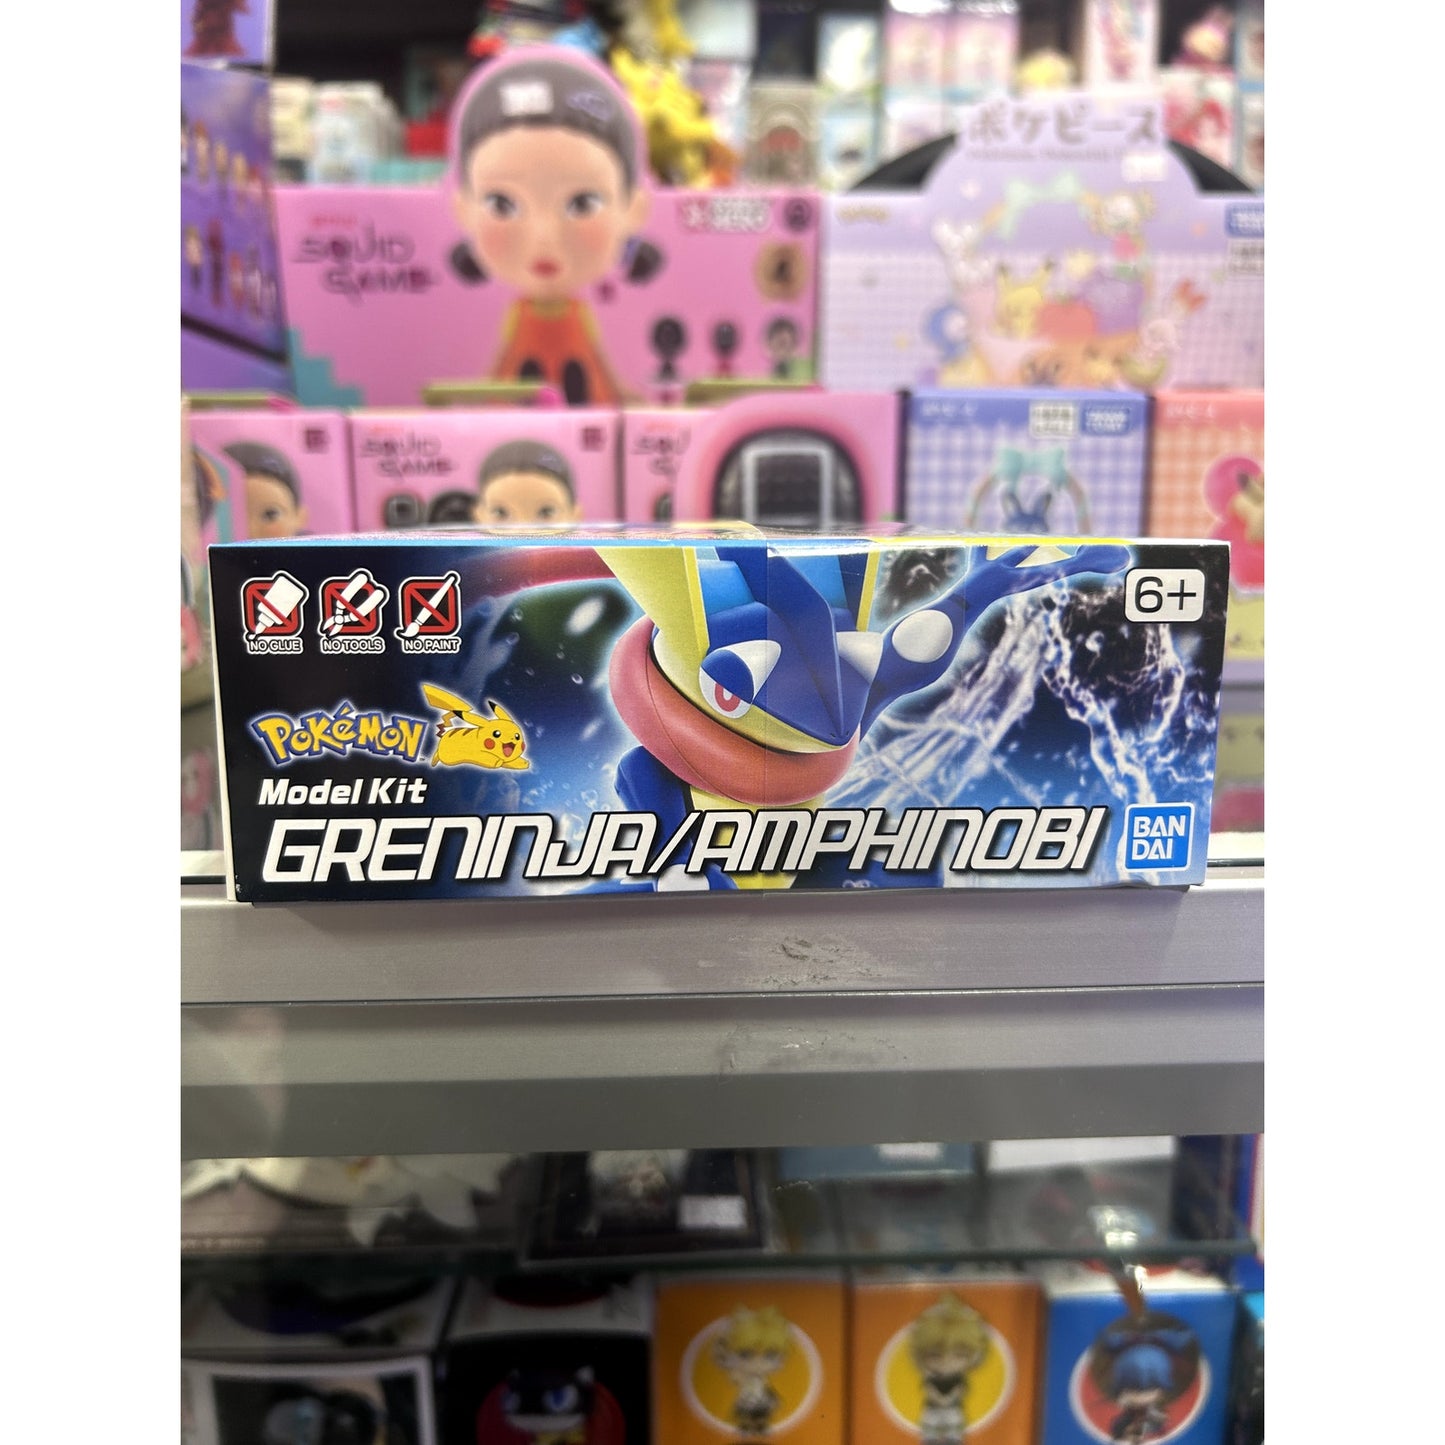 ポケピース
SQUID
GAME
SQUID
GAME
NO GLUE
NO TOOLS
NO PAINT
6+
POKéMON
Model Kit
GRENINJA/AMPHINOBI
BAN
DAI